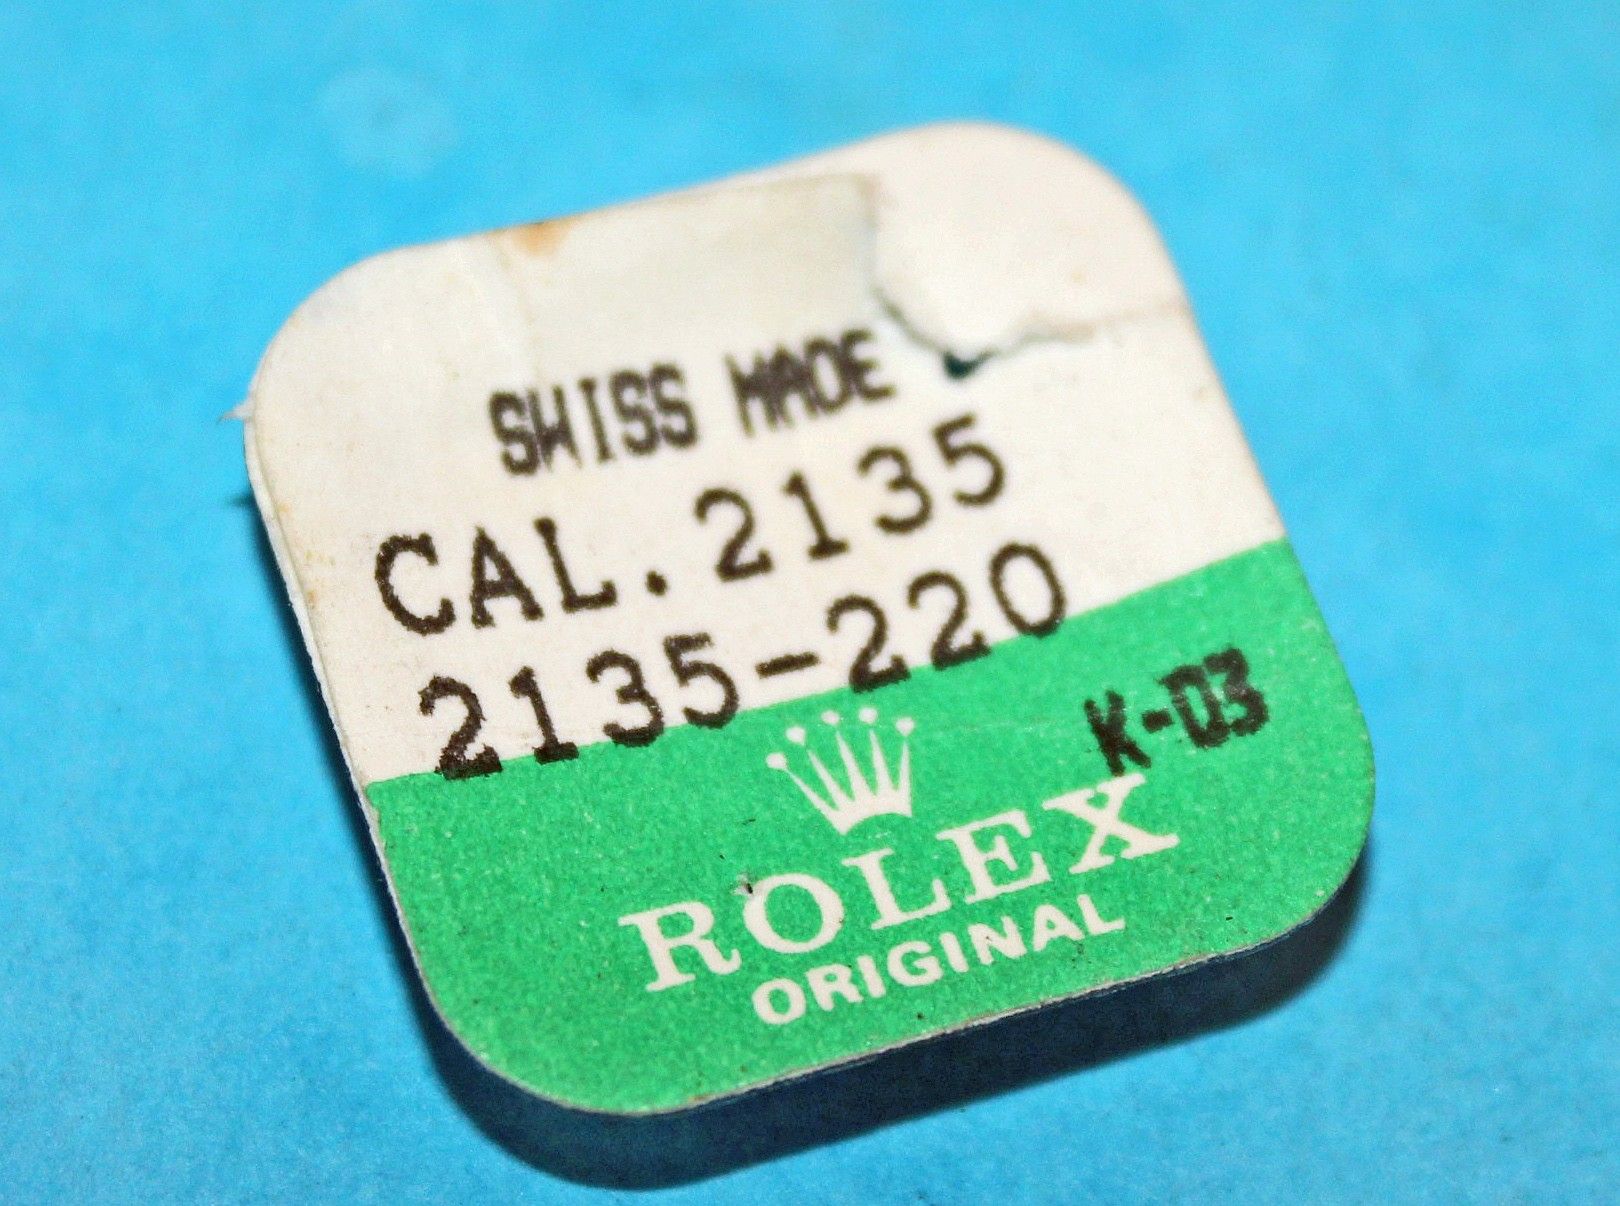 SWISS MADE
CAL. 2135
2135-220
K-03
ROLEX
ORIGINAL